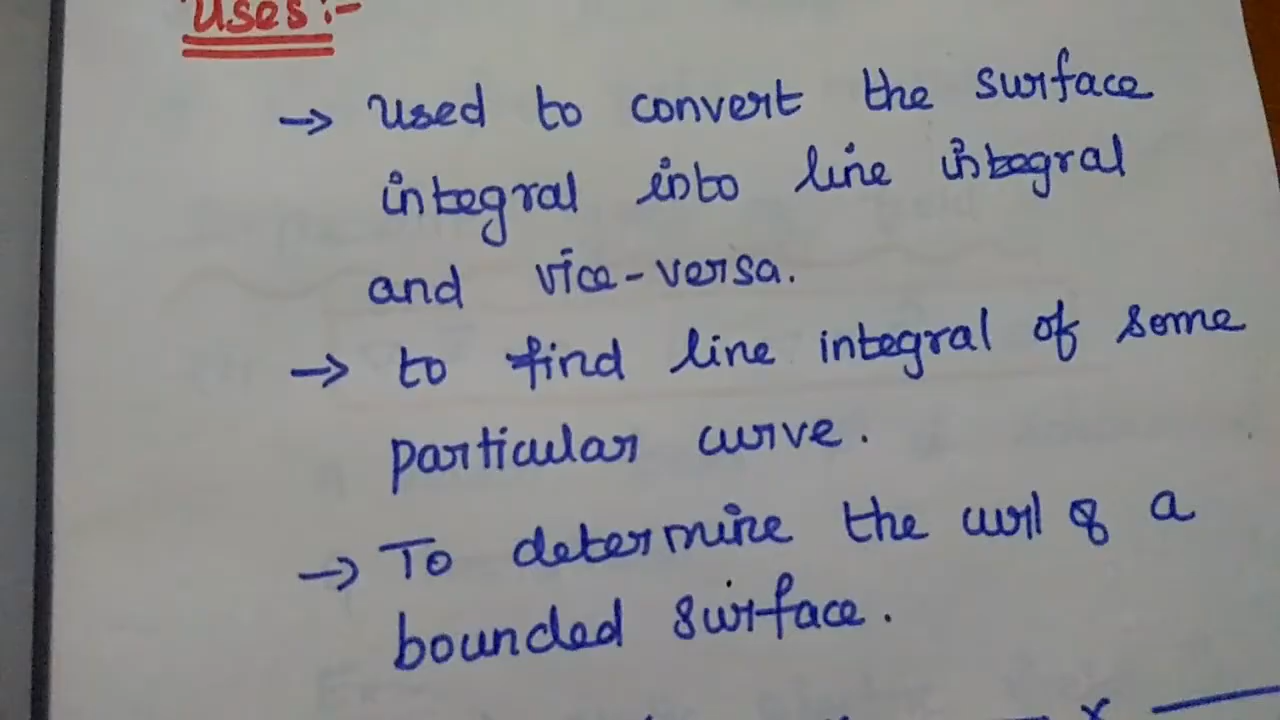 Uses:-
→ used to convert the surface
integral into line integral
and vice-versa.
→ to find line integral of some
particular curve.
→ To determine the curl of a
bounded surface.